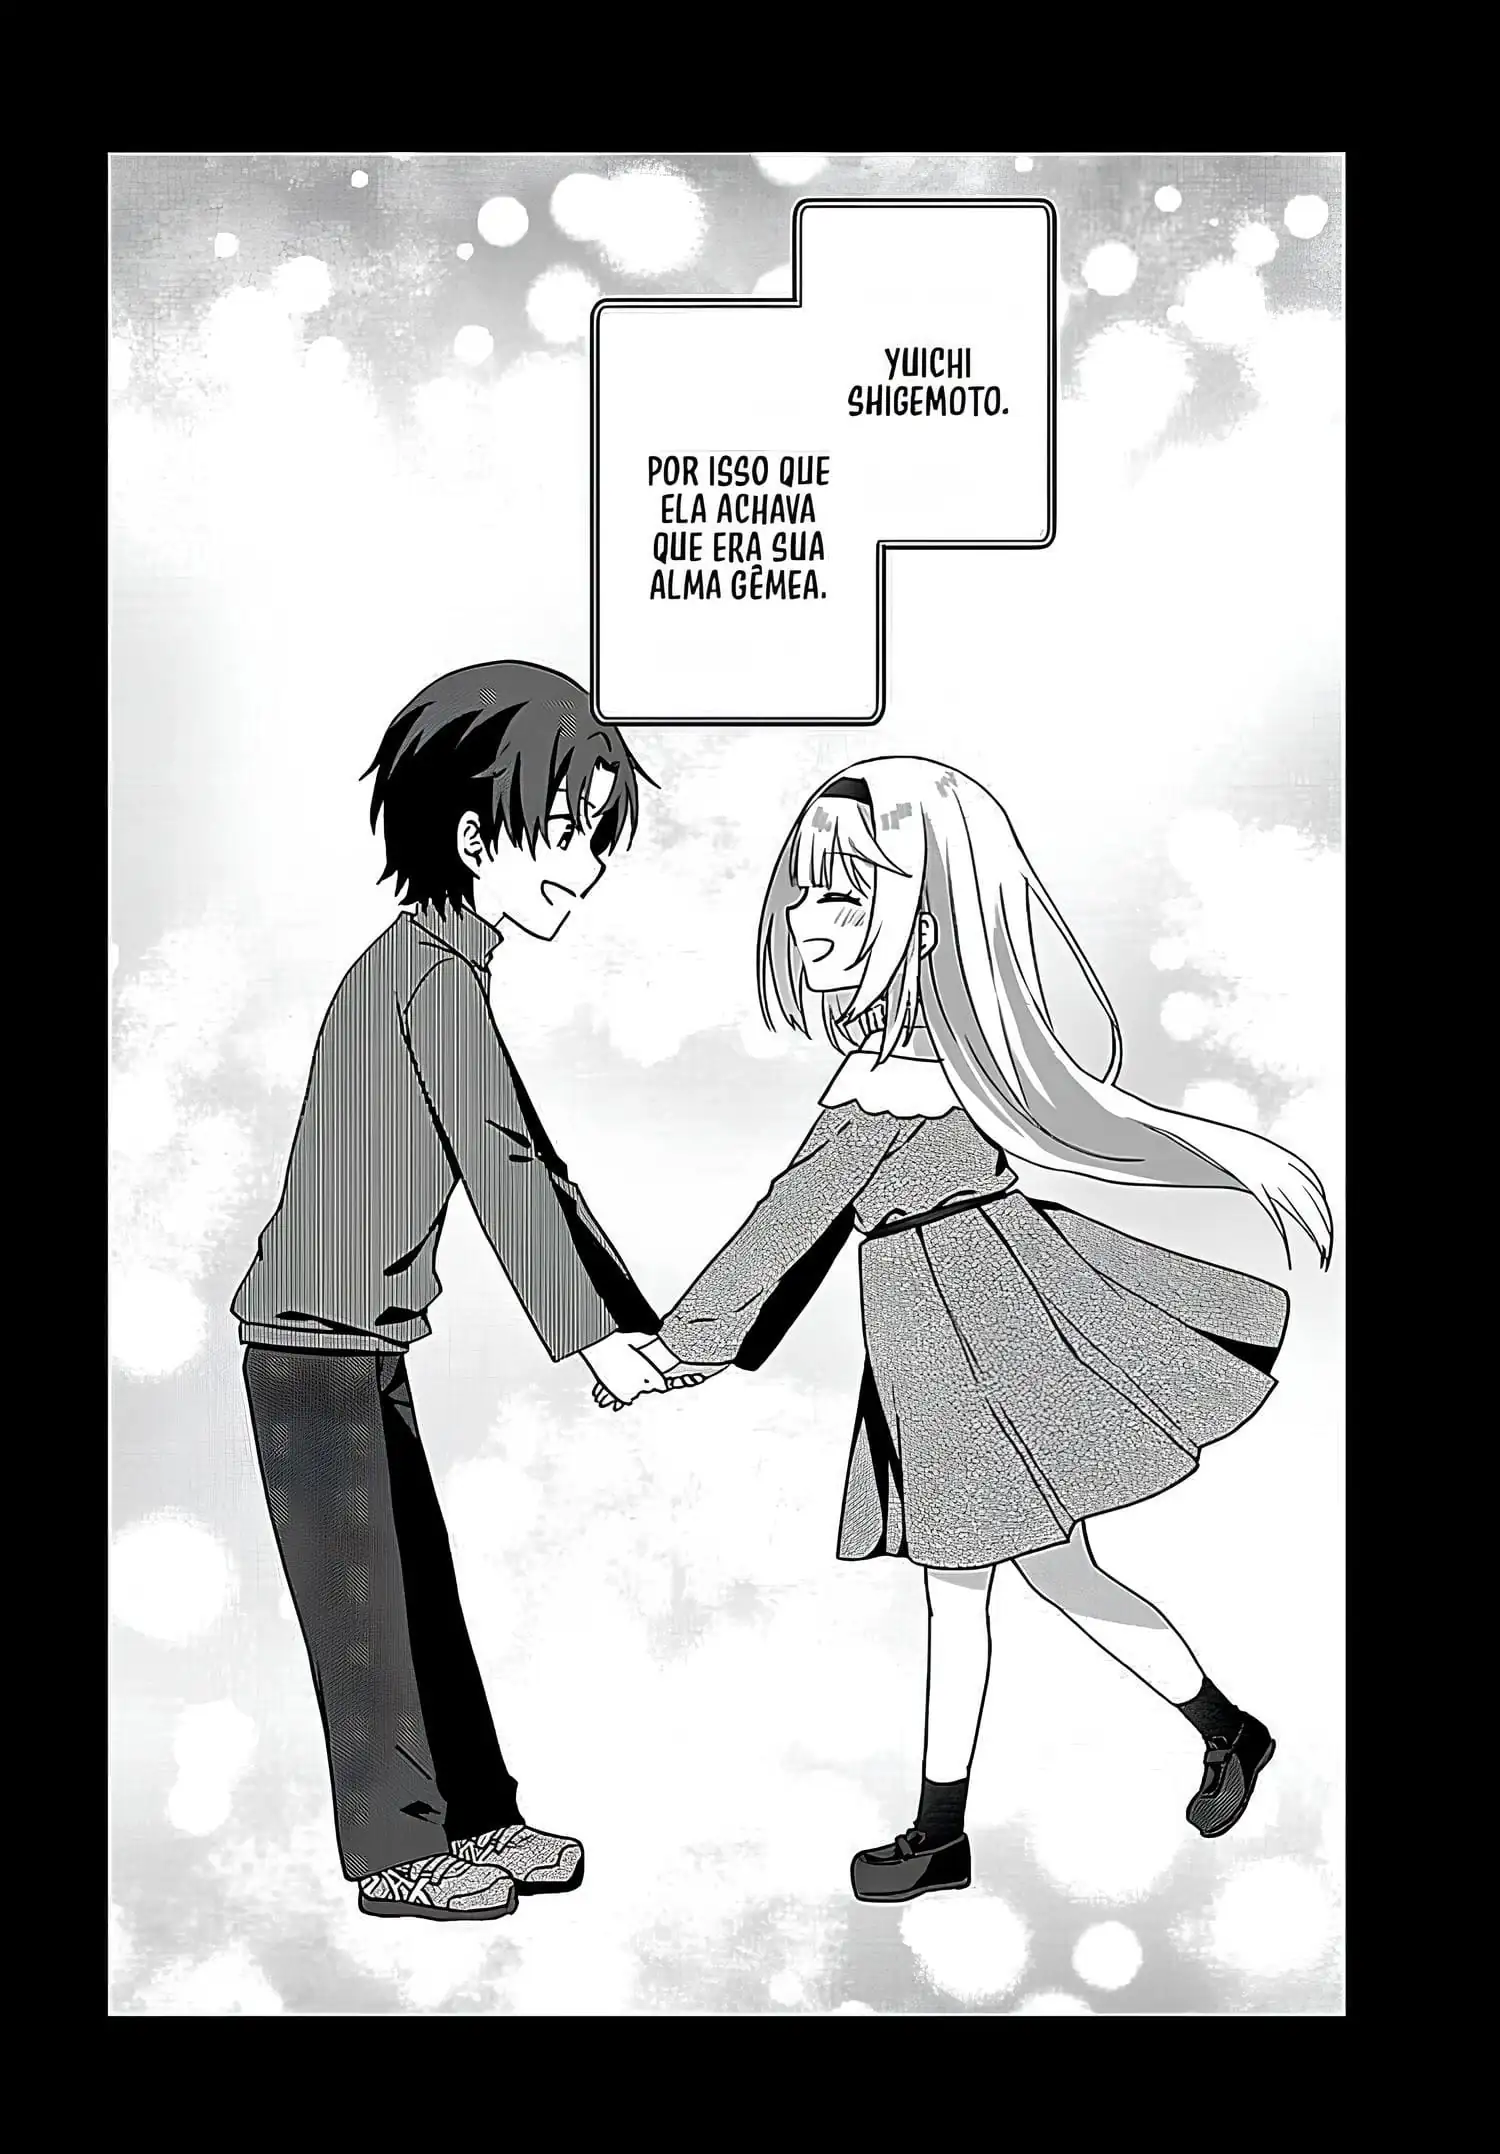 YUICHI
SHIGEMOTO.
POR ISSO QUE
ELA ACHAVA
QUE ERA SUA
ALMA GÊMEA.